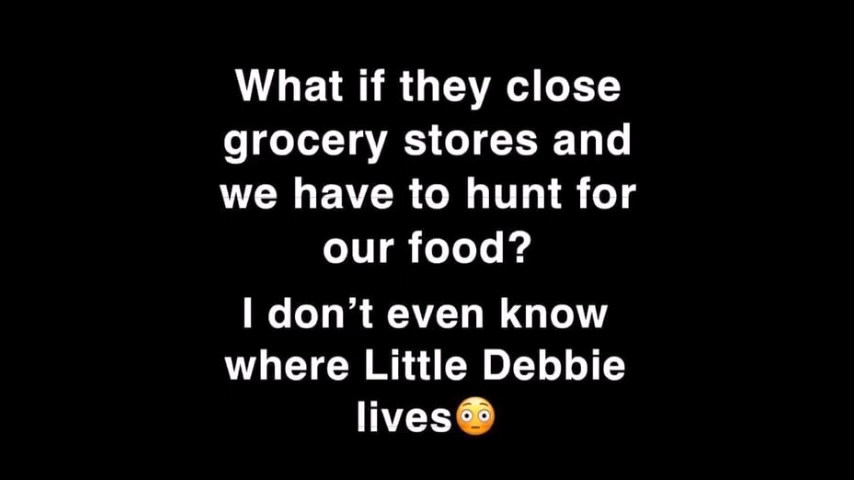 What if they close
grocery stores and
we have to hunt for
our food?
I don’t even know
where Little Debbie
lives😳